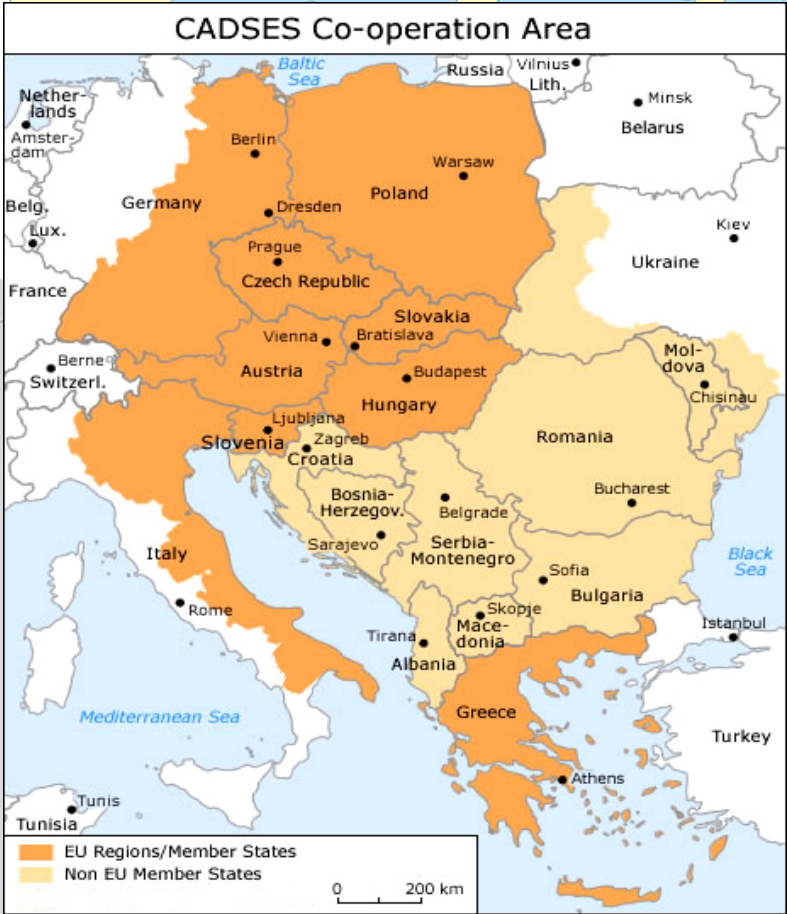 CADSES Co-operation Area
Baltic
Sea
Russia
Vilnius
Lith.
Nether-
lands
Amster-
dam
Minsk
Belarus
Berlin
Warsaw
Poland
Belg.
Germany
Dresden
Lux.
Kiev
Prague
Ukraine
Czech Republic
France
Slovakia
Vienna
Bratislava
Mol-
dova
Berne
Switzerl.
Austria
Budapest
Chisinau
Hungary
Ljubljana
Slovenia
Zagreb
Croatia
Romania
Bosnia-
Herzegov.
Bucharest
Belgrade
Sarajevo
Serbia-
Montenegro
Italy
Black
Sea
Sofia
Bulgaria
Rome
Skopje
Mace-
donia
Istanbul
Tirana
Albania
Mediterranean Sea
Greece
Turkey
Athens
Tunis
Tunisia
EU Regions/Member States
Non EU Member States
0 200 km